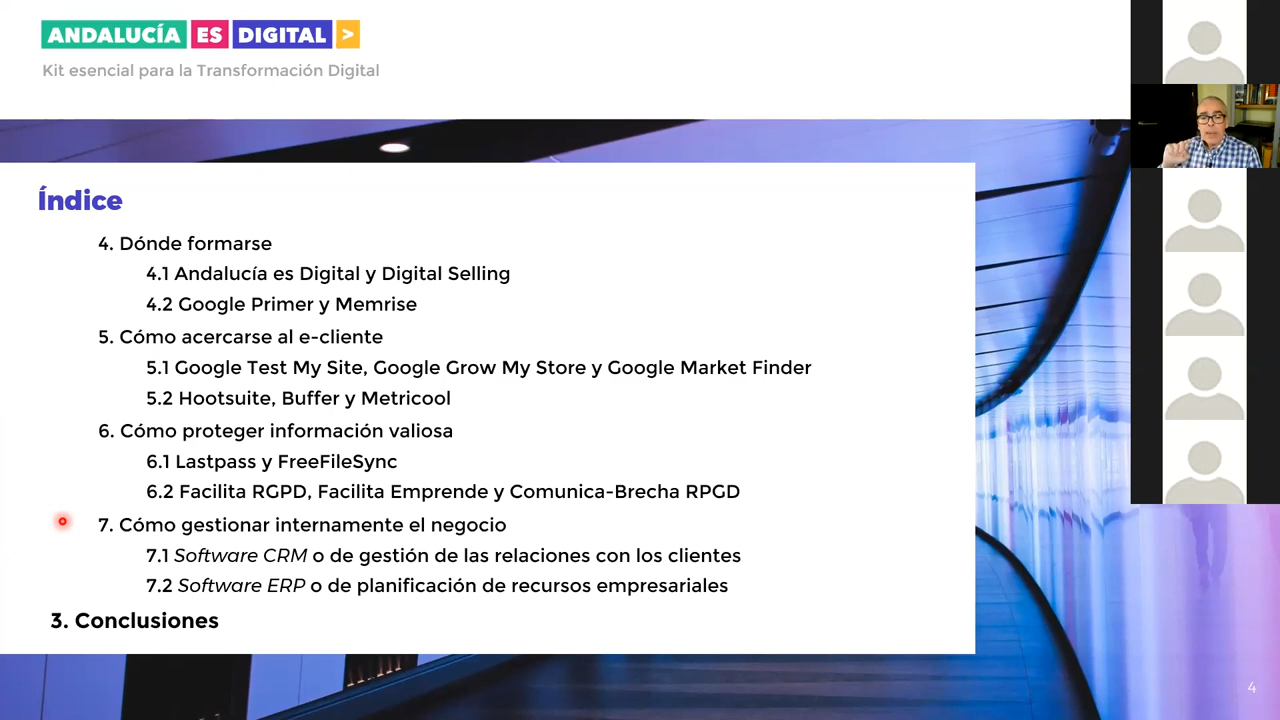 ANDALUCÍA ES DIGITAL >
Kit esencial para la Transformación Digital
Índice
4. Dónde formarse
4.1 Andalucía es Digital y Digital Selling
4.2 Google Primer y Memrise
5. Cómo acercarse al e-cliente
5.1 Google Test My Site, Google Grow My Store y Google Market Finder
5.2 Hootsuite, Buffer y Metricool
6. Cómo proteger información valiosa
6.1 Lastpass y FreeFileSync
6.2 Facilita RGPD, Facilita Emprende y Comunica-Brecha RPGD
7. Cómo gestionar internamente el negocio
7.1 Software CRM o de gestión de las relaciones con los clientes
7.2 Software ERP o de planificación de recursos empresariales
3. Conclusiones
4